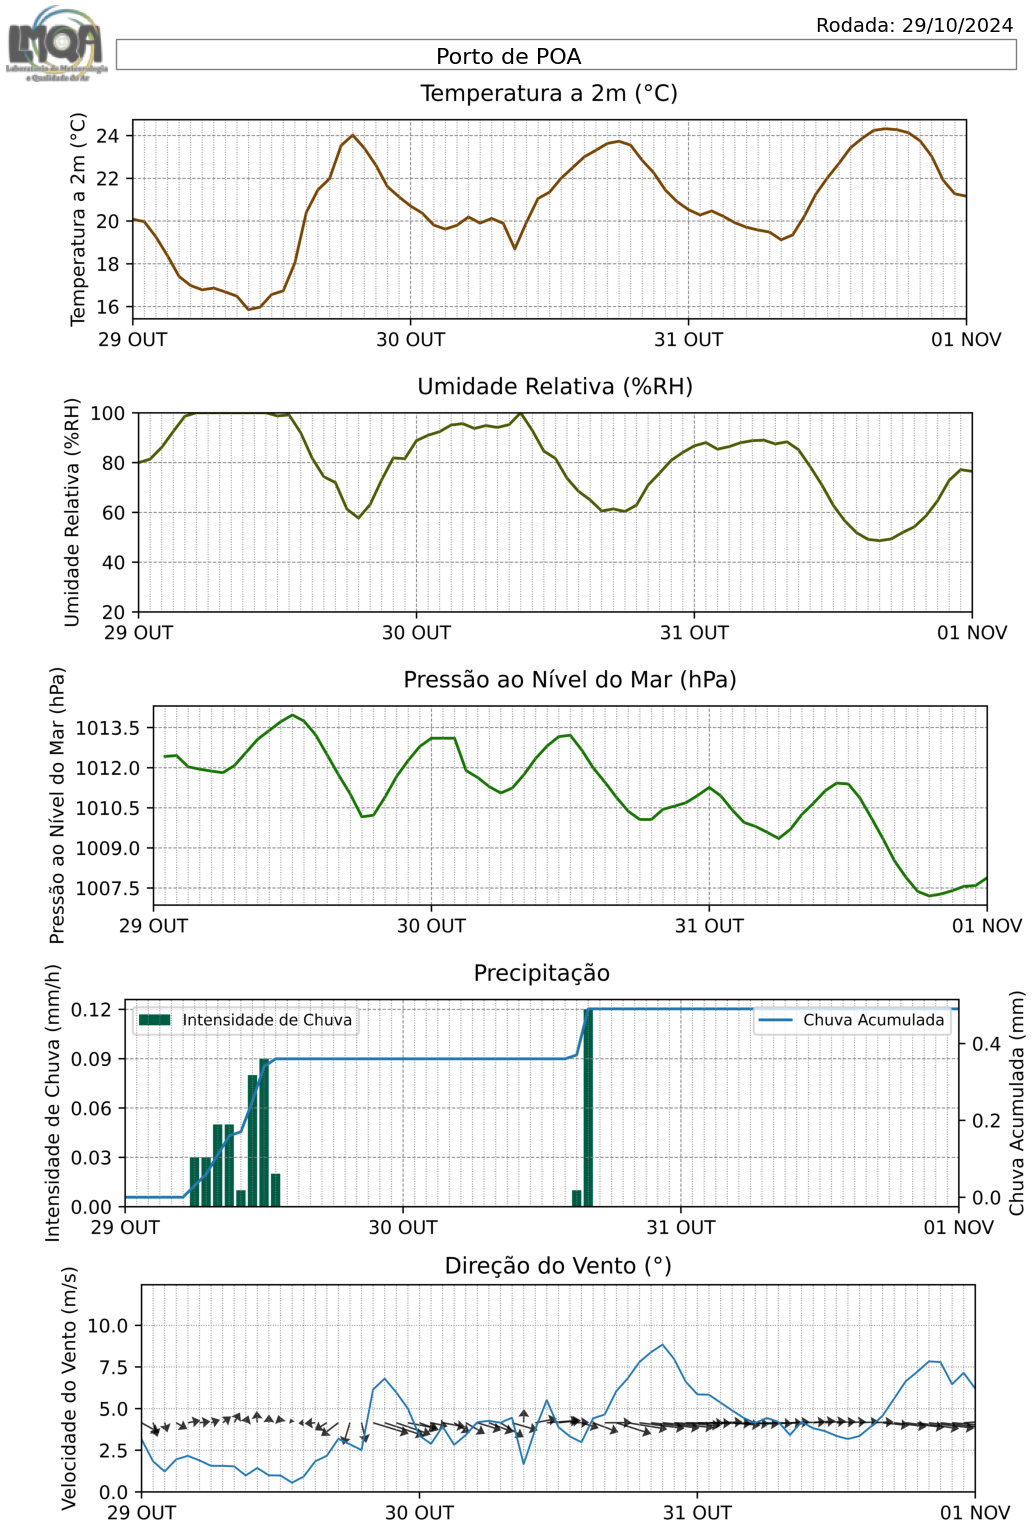 LMQA
Laboratório de Meteorologia
e Qualidade do Ar
Rodada: 29/10/2024
Porto de POA
Temperatura a 2m (°C)
Temperatura a 2m (°C)
24
22
20
18
16
29 OUT 30 OUT 31 OUT 01 NOV
Umidade Relativa (%RH)
Umidade Relativa (%RH)
100
80
60
40
20
29 OUT 30 OUT 31 OUT 01 NOV
Pressão ao Nível do Mar (hPa)
Pressão ao Nível do Mar (hPa)
1013.5
1012.0
1010.5
1009.0
1007.5
29 OUT 30 OUT 31 OUT 01 NOV
Precipitação
Intensidade de Chuva (mm/h)
0.12
0.09
0.06
0.03
0.00
Intensidade de Chuva
Chuva Acumulada
0.4
0.2
0.0
Chuva Acumulada (mm)
29 OUT 30 OUT 31 OUT 01 NOV
Direção do Vento (°)
Velocidade do Vento (m/s)
10.0
7.5
5.0
2.5
0.0
29 OUT 30 OUT 31 OUT 01 NOV